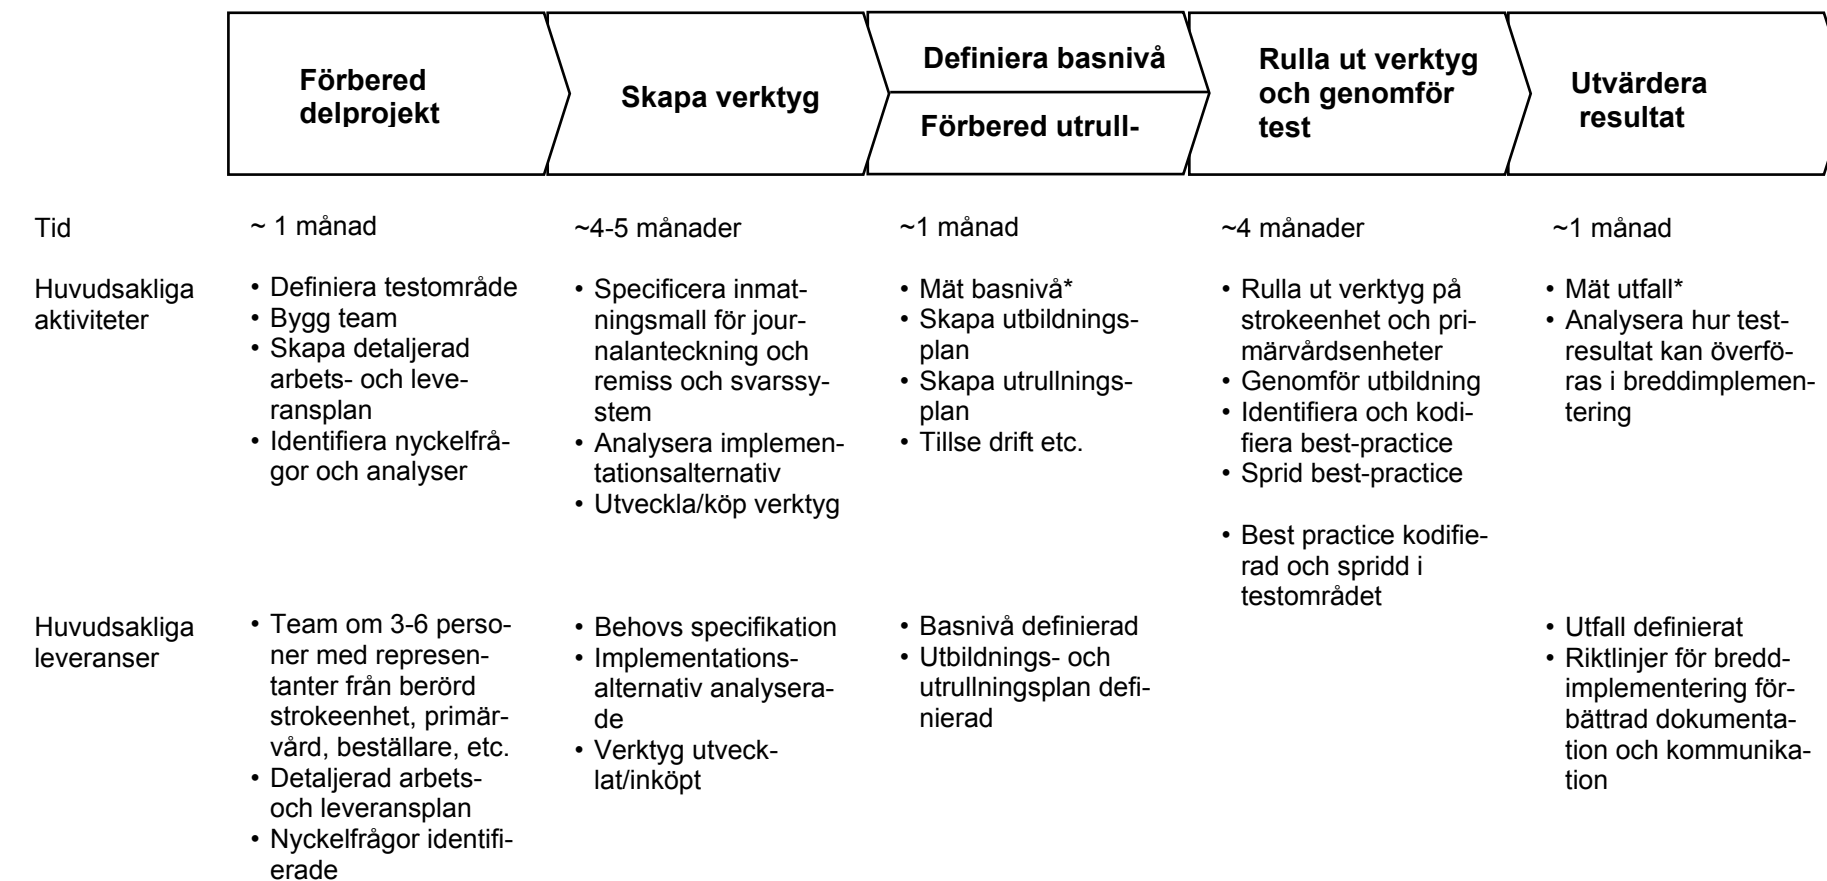 Förbered
delprojekt
Skapa verktyg
Definiera basnivå
Förbered utrull-
Rulla ut verktyg
och genomför
test
Utvärdera
resultat
Tid
~ 1 månad
~4-5 månader
~1 månad
~4 månader
~1 månad
Huvudsakliga
aktiviteter
• Definiera testområde
• Bygg team
• Skapa detaljerad
arbets- och leve-
ransplan
• Identifiera nyckelfrå-
gor och analyser
• Specificera inmat-
ningsmall för jour-
nalanteckning och
remiss och svarssy-
stem
• Analysera implemen-
tationsalternativ
• Utveckla/köp verktyg
• Mät basnivå*
• Skapa utbildnings-
plan
• Skapa utrullnings-
plan
• Tillse drift etc.
• Rulla ut verktyg på
strokeenhet och pri-
märvårdsenheter
• Genomför utbildning
• Identifiera och kodi-
fiera best-practice
• Sprid best-practice
• Mät utfall*
• Analysera hur test-
resultat kan överfö-
ras i breddimplemen-
tering
Huvudsakliga
leveranser
• Team om 3-6 perso-
ner med represen-
tanter från berörd
strokeenhet, primär-
vård, beställare, etc.
• Detaljerad arbets-
och leveransplan
• Nyckelfrågor identifi-
erade
• Behovs specifikation
• Implementations-
alternativ analysera-
de
• Verktyg utveck-
lat/inköpt
• Basnivå definierad
• Utbildnings- och
utrullningsplan defi-
nierad
• Best practice kodifie-
rad och spridd i
testområdet
• Utfall definierat
• Riktlinjer för bredd-
implementering för-
bättrad dokumenta-
tion och kommunika-
tion